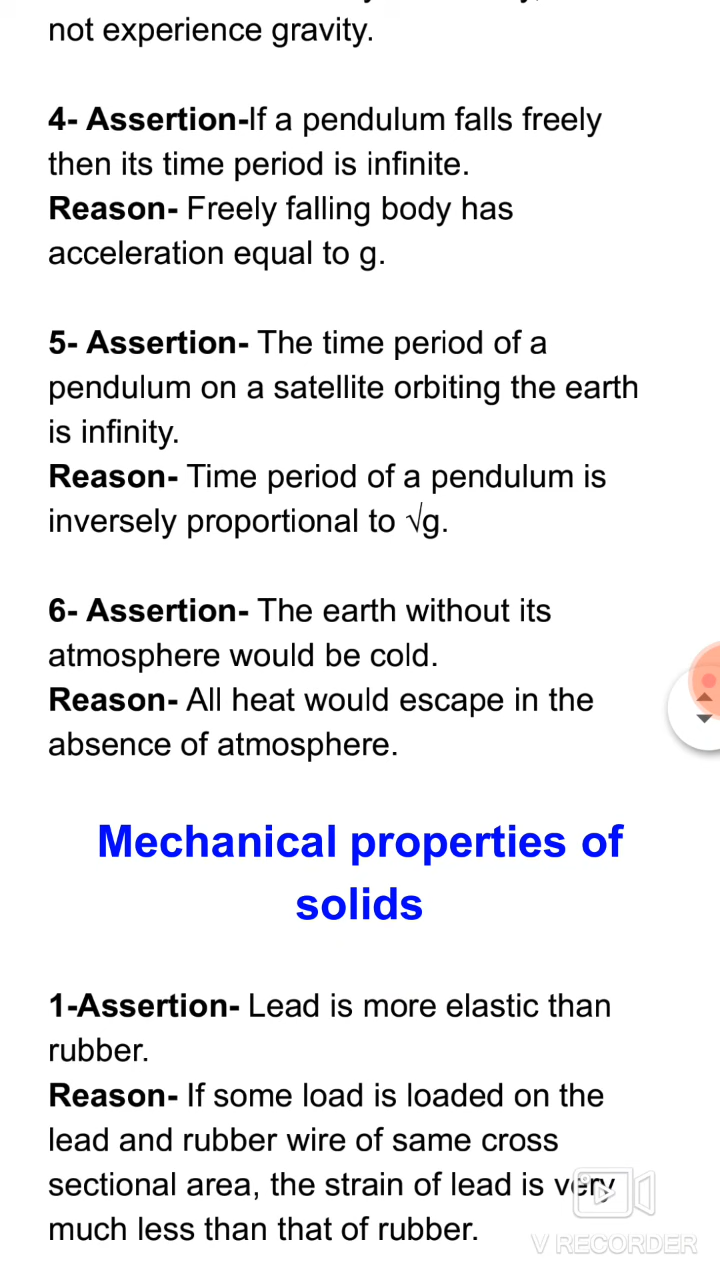 not experience gravity.
4- Assertion-If a pendulum falls freely
then its time period is infinite.
Reason- Freely falling body has
acceleration equal to g.
5- Assertion- The time period of a
pendulum on a satellite orbiting the earth
is infinity.
Reason- Time period of a pendulum is
inversely proportional to √g.
6- Assertion- The earth without its
atmosphere would be cold.
Reason- All heat would escape in the
absence of atmosphere.
Mechanical properties of
solids
1-Assertion- Lead is more elastic than
rubber.
Reason- If some load is loaded on the
lead and rubber wire of same cross
sectional area, the strain of lead is very
much less than that of rubber.
V RECORDER